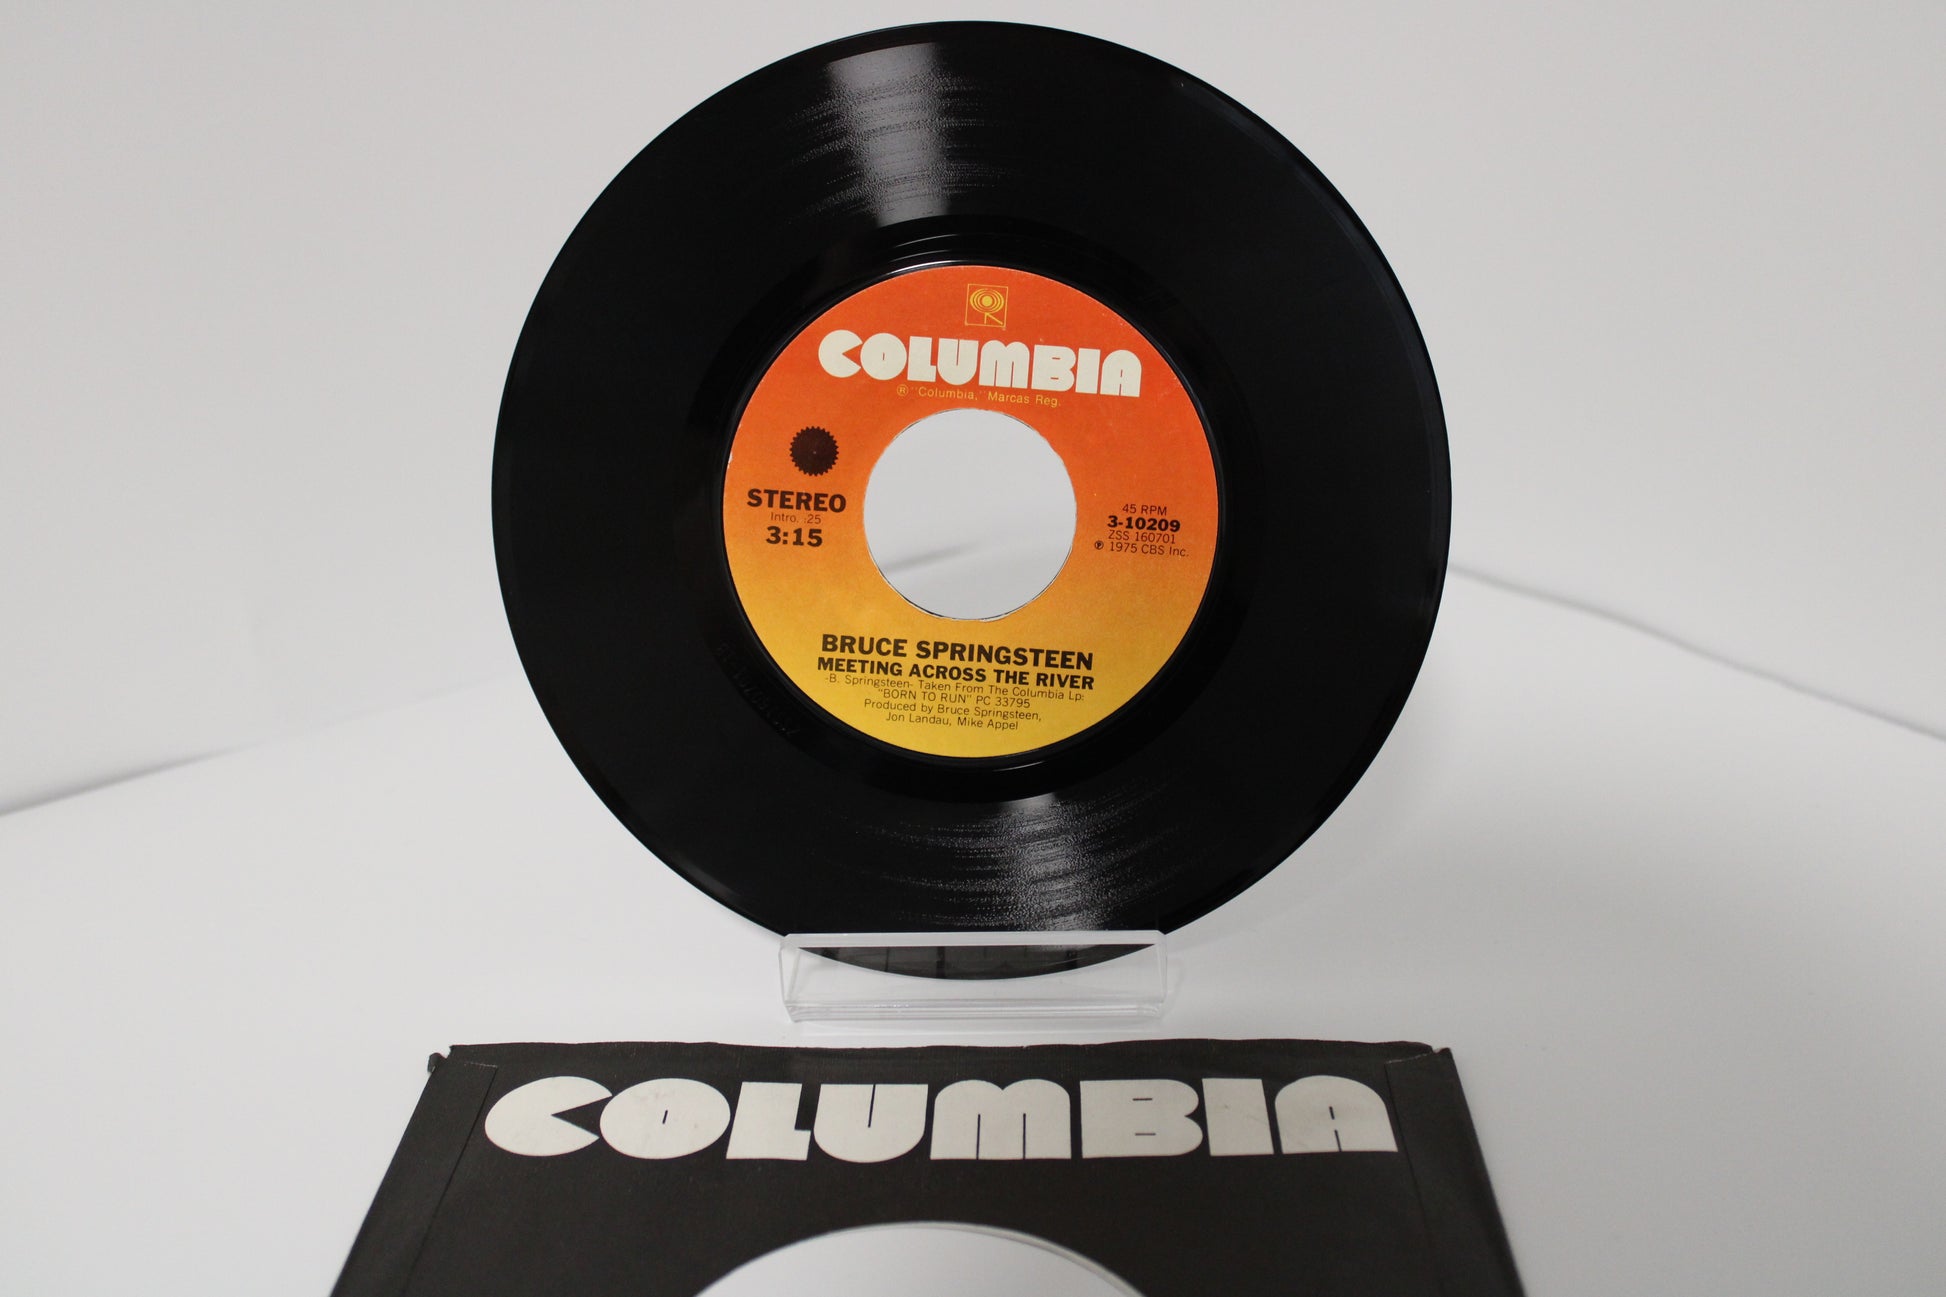 COLUMBIA
® "Columbia," Marcas Reg.
STEREO
Intro. :25
3:15
45 RPM
3-10209
ZSS 160701
℗ 1975 CBS Inc.
BRUCE SPRINGSTEEN
MEETING ACROSS THE RIVER
-B. Springsteen- Taken From The Columbia Lp:
"BORN TO RUN" PC 33795
Produced by Bruce Springsteen,
Jon Landau, Mike Appel
COLUMBIA